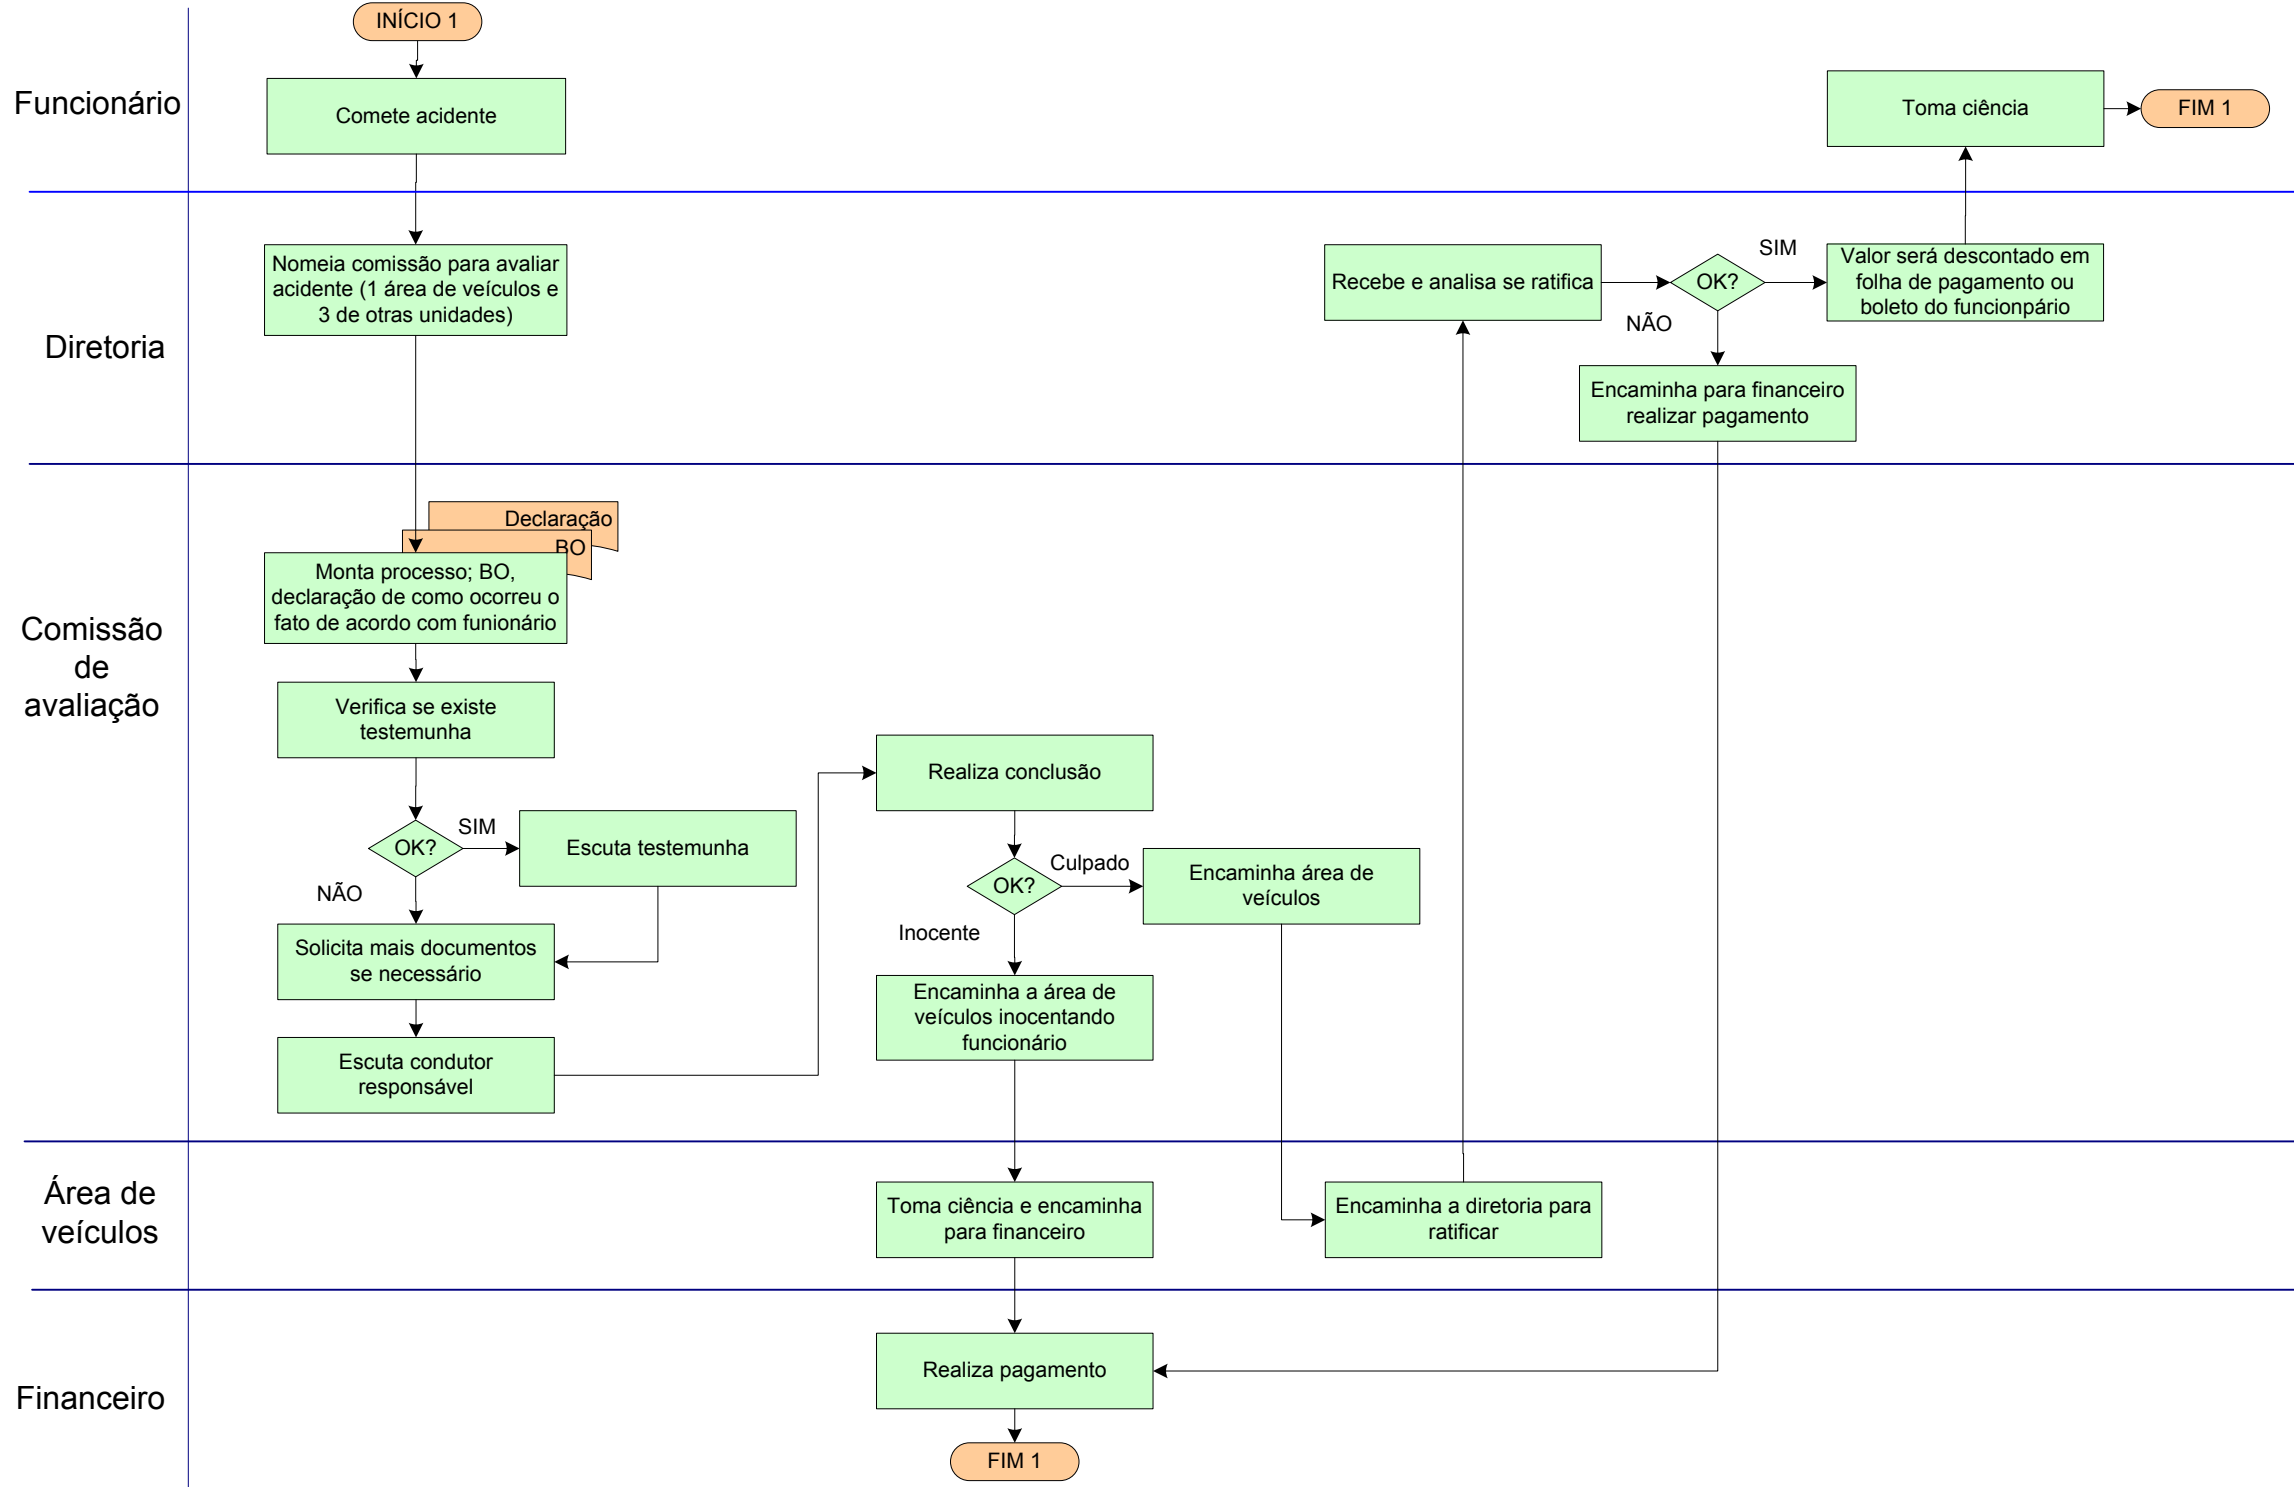 INÍCIO 1
Funcionário
Comete acidente
Toma ciência
FIM 1
Diretoria
Nomeia comissão para avaliar
acidente (1 área de veículos e
3 de otras unidades)
Recebe e analisa se ratifica
OK?
SIM
NÃO
Valor será descontado em
folha de pagamento ou
boleto do funcionpário
Encaminha para financeiro
realizar pagamento
Comissão
de
avaliação
Declaração
BO
Monta processo; BO,
declaração de como ocorreu o
fato de acordo com funionário
Verifica se existe
testemunha
OK?
SIM
NÃO
Escuta testemunha
Solicita mais documentos
se necessário
Escuta condutor
responsável
Realiza conclusão
OK?
Culpado
Inocente
Encaminha área de
veículos
Encaminha a área de
veículos inocentando
funcionário
Área de
veículos
Toma ciência e encaminha
para financeiro
Encaminha a diretoria para
ratificar
Financeiro
Realiza pagamento
FIM 1